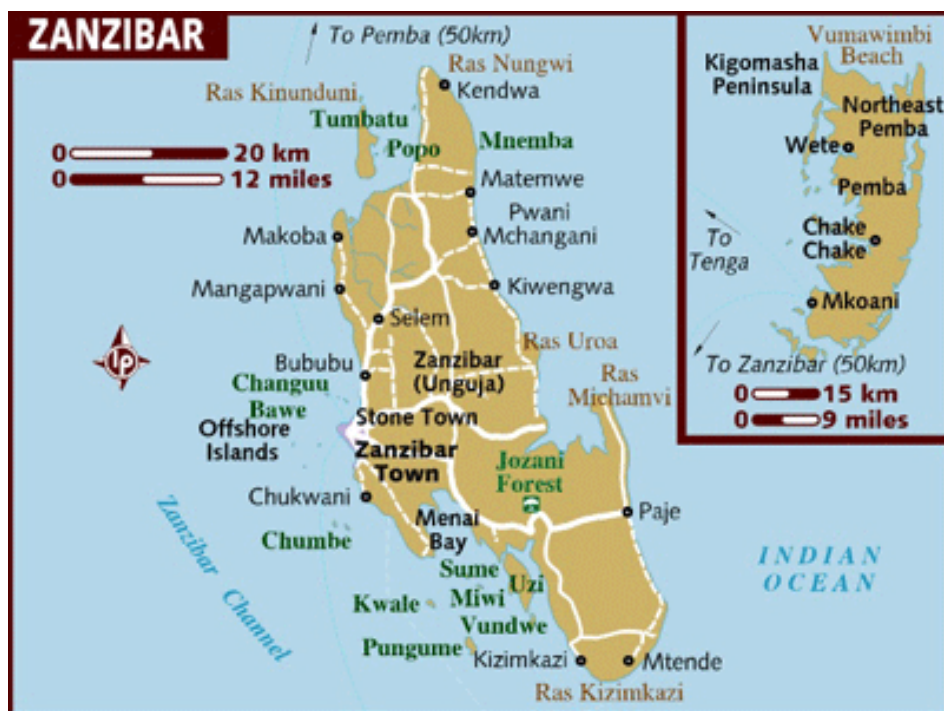 ZANZIBAR
To Pemba (50km)
Ras Nungwi
Kendwa
Ras Kinunduni
Tumbatu
Popo
Mnemba
0 20 km
0 12 miles
Matemwe
Pwani
Mchangani
Makoba
Mangapwani
Kiwengwa
Selem
lp
Ras Uroa
Bububu
Zanzibar
(Unguja)
Changuu
Bawe
Ras
Michamvi
Stone Town
Offshore
Islands
Zanzibar
Town
Jozani
Forest
Chukwani
Menai
Bay
Paje
Chumbe
Zanzibar Channel
INDIAN
OCEAN
Sume
Uzi
Miwi
Kwale
Vundwe
Pungume
Kizimkazi
Mtende
Ras Kizimkazi
Vumawimbi
Beach
Kigomasha
Peninsula
Northeast
Pemba
Wete
Pemba
Chake
Chake
To
Tenga
Mkoani
To Zanzibar (50km)
0 15 km
0 9 miles